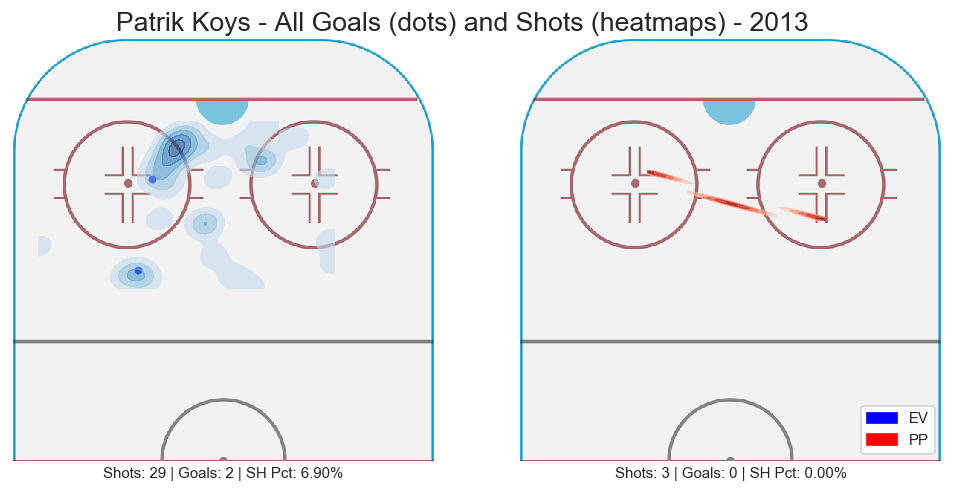 Patrik Koys - All Goals (dots) and Shots (heatmaps) - 2013
EV
PP
Shots: 29 | Goals: 2 | SH Pct: 6.90%
Shots: 3 | Goals: 0 | SH Pct: 0.00%